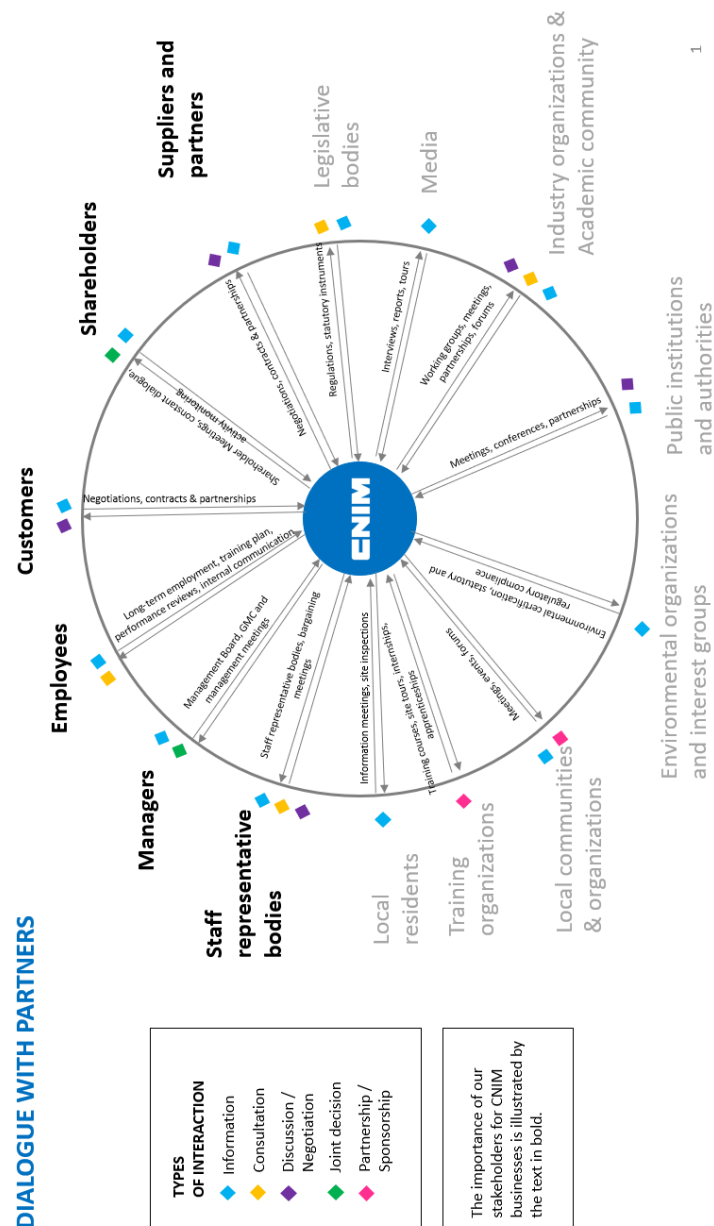 DIALOGUE WITH PARTNERS
TYPES
OF INTERACTION
Information
Consultation
Discussion /
Negotiation
Joint decision
Partnership /
Sponsorship
The importance of our
stakeholders for CNIM
businesses is illustrated by
the text in bold.
Customers
Negotiations, contracts & partnerships
Shareholders
Shareholder Meetings, constant dialogue,
activity monitoring
Suppliers and
partners
Negotiations, contracts & partnerships
Legislative
bodies
Regulations, statutory instruments
Media
Interviews, reports, tours
Industry organizations &
Academic community
Working groups, meetings,
partnerships, forums
Public institutions
and authorities
Meetings, conferences, partnerships
Environmental organizations
and interest groups
Environmental certification, statutory and
regulatory compliance
Local communities
& organizations
Meetings, events, forums
Training
organizations
Training courses, site tours, internships,
apprenticeships
Local
residents
Information meetings, site inspections
Staff
representative
bodies
Staff representative bodies, bargaining
meetings
Managers
Management Board, GMC and
management meetings
Employees
Long-term employment, training plan,
performance reviews, internal communication
CNIM
1